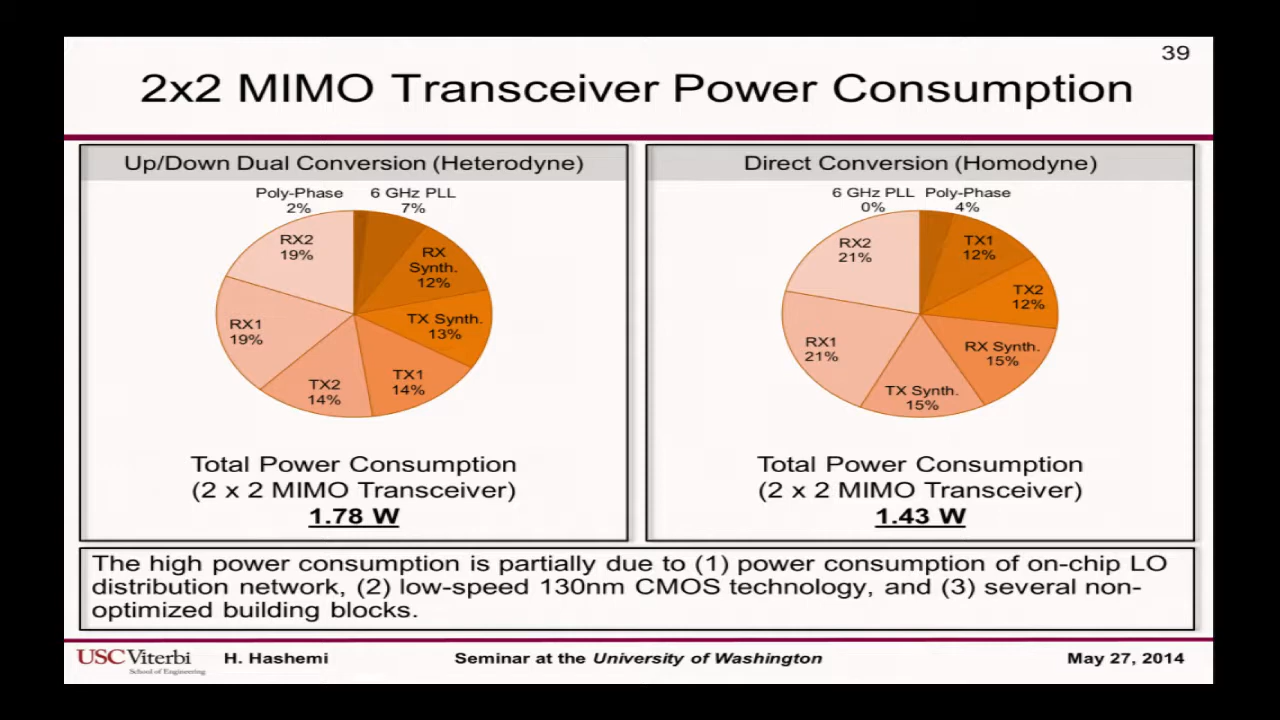 39
2x2 MIMO Transceiver Power Consumption
Up/Down Dual Conversion (Heterodyne)
Poly-Phase
2%
6 GHz PLL
7%
RX
Synth.
12%
TX Synth.
13%
TX1
14%
TX2
14%
RX1
19%
RX2
19%
Total Power Consumption
(2 x 2 MIMO Transceiver)
1.78 W
Direct Conversion (Homodyne)
6 GHz PLL
0%
Poly-Phase
4%
TX1
12%
TX2
12%
RX Synth.
15%
TX Synth.
15%
RX1
21%
RX2
21%
Total Power Consumption
(2 x 2 MIMO Transceiver)
1.43 W
The high power consumption is partially due to (1) power consumption of on-chip LO
distribution network, (2) low-speed 130nm CMOS technology, and (3) several non-
optimized building blocks.
USC Viterbi
School of Engineering
H. Hashemi
Seminar at the University of Washington
May 27, 2014